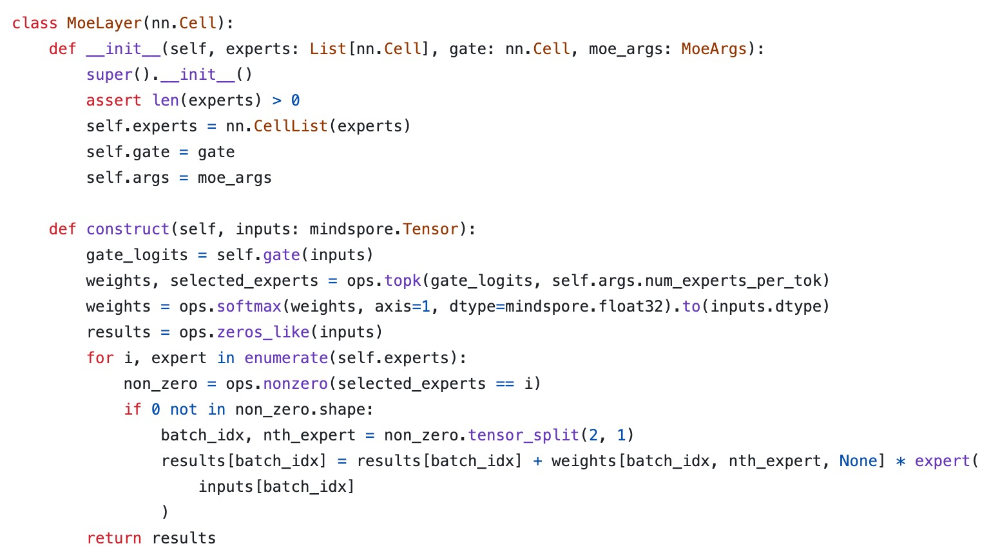 class MoeLayer(nn.Cell):
    def __init__(self, experts: List[nn.Cell], gate: nn.Cell, moe_args: MoeArgs):
        super().__init__()
        assert len(experts) > 0
        self.experts = nn.CellList(experts)
        self.gate = gate
        self.args = moe_args

    def construct(self, inputs: mindspore.Tensor):
        gate_logits = self.gate(inputs)
        weights, selected_experts = ops.topk(gate_logits, self.args.num_experts_per_tok)
        weights = ops.softmax(weights, axis=1, dtype=mindspore.float32).to(inputs.dtype)
        results = ops.zeros_like(inputs)
        for i, expert in enumerate(self.experts):
            non_zero = ops.nonzero(selected_experts == i)
            if 0 not in non_zero.shape:
                batch_idx, nth_expert = non_zero.tensor_split(2, 1)
                results[batch_idx] = results[batch_idx] + weights[batch_idx, nth_expert, None] * expert(
                    inputs[batch_idx]
                )
        return results